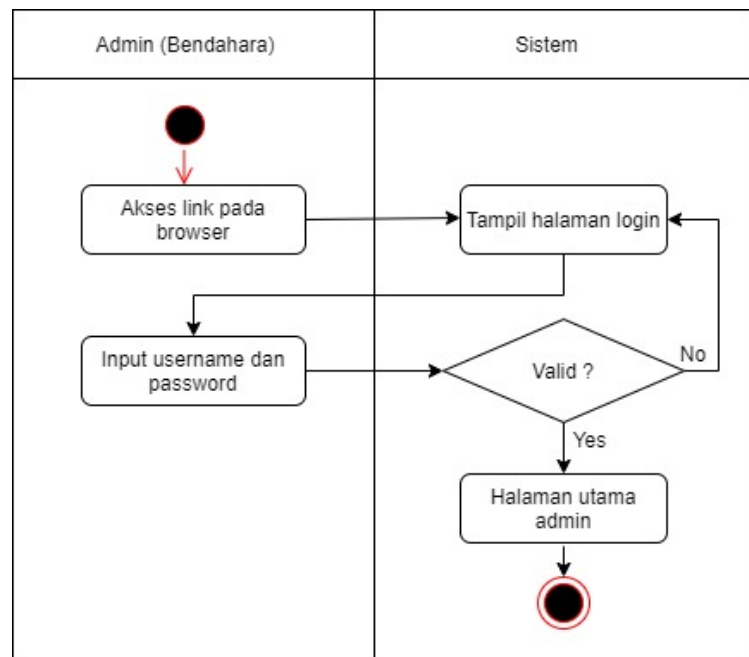 Admin (Bendahara)
Sistem
Akses link pada
browser
Tampil halaman login
Input username dan
password
Valid ?
No
Yes
Halaman utama
admin